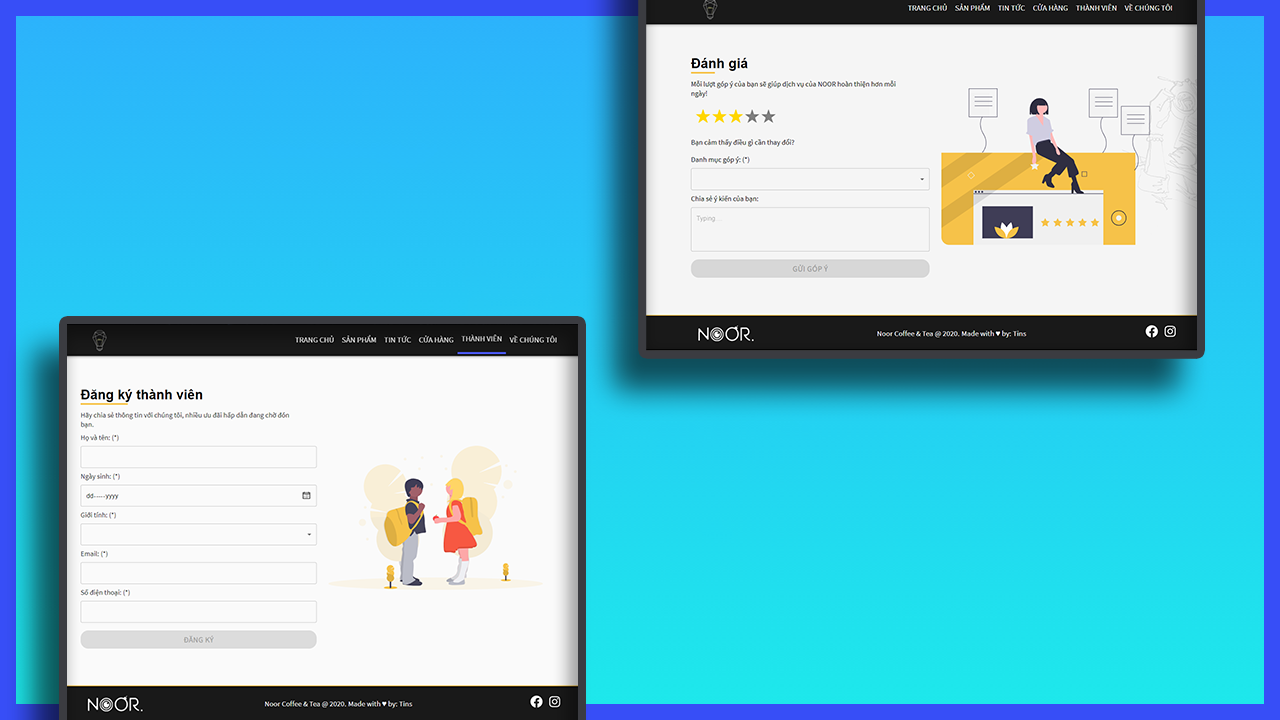 TRANG CHỦ SẢN PHẨM TIN TỨC CỬA HÀNG THÀNH VIÊN VỀ CHÚNG TÔI
Đánh giá
Mỗi lượt góp ý của bạn sẽ giúp dịch vụ của NOOR hoàn thiện hơn mỗi
ngày!
Bạn cảm thấy điều gì cần thay đổi?
Danh mục góp ý: (*)
Chia sẻ ý kiến của bạn:
Typng...
GỬI GÓP Ý
NOOR.
Noor Coffee & Tea @ 2020. Made with ♥ by: Tins
TRANG CHỦ SẢN PHẨM TIN TỨC CỬA HÀNG THÀNH VIÊN VỀ CHÚNG TÔI
Đăng ký thành viên
Hãy chia sẻ thông tin với chúng tôi, nhiều ưu đãi hấp dẫn đang chờ đón
bạn.
Họ và tên: (*)
Ngày sinh: (*)
dd-----yyyy
Giới tính: (*)
Email: (*)
Số điện thoại: (*)
ĐĂNG KÝ
NOOR.
Noor Coffee & Tea @ 2020. Made with ♥ by: Tins